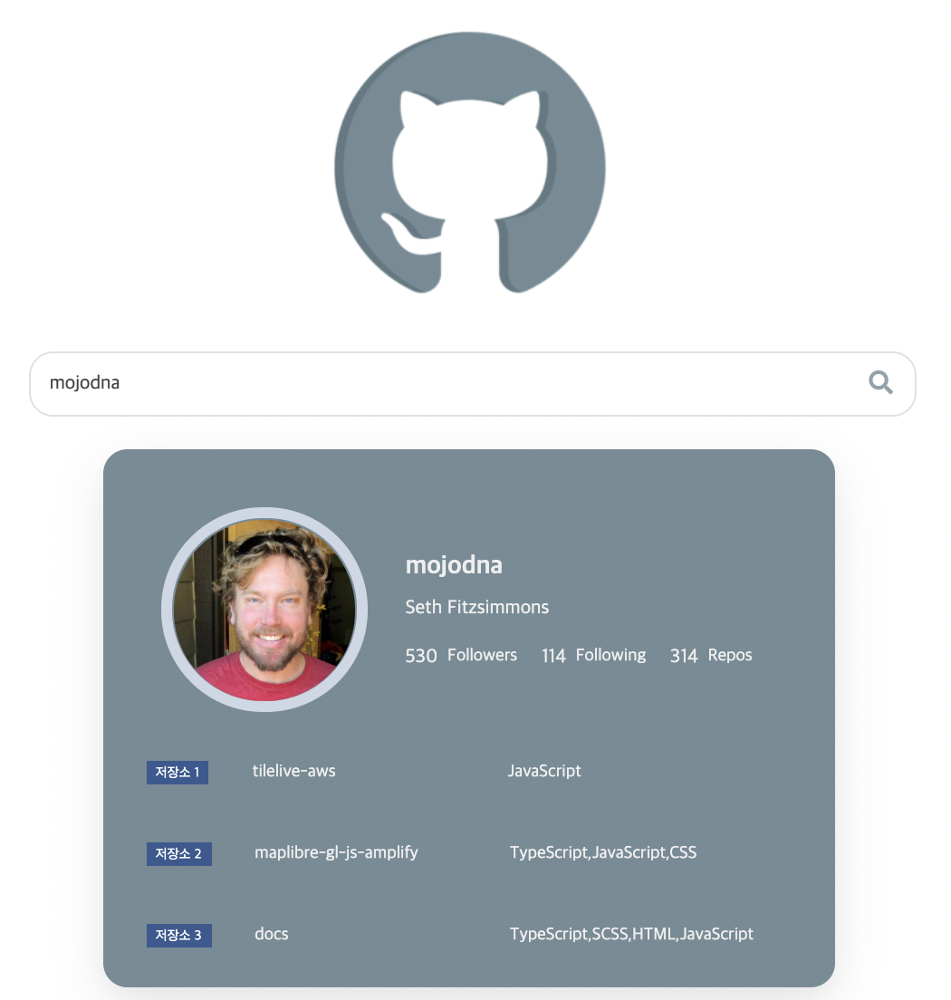 mojodna
mojodna
Seth Fitzsimmons
530 Followers 114 Following 314 Repos
저장소 1 tilelive-aws JavaScript
저장소 2 maplibre-gl-js-amplify TypeScript,JavaScript,CSS
저장소 3 docs TypeScript,SCSS,HTML,JavaScript